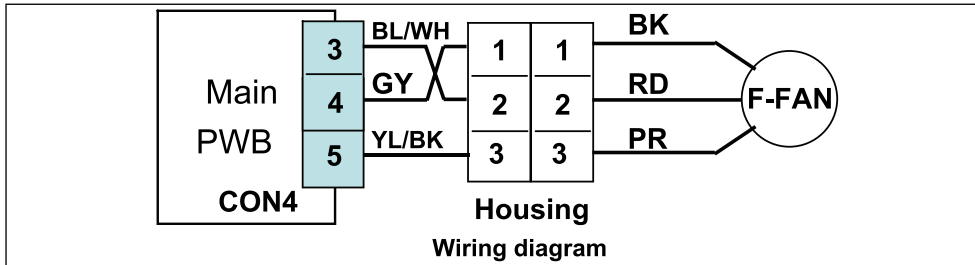 BK
3 BL/WH 1 1
Main GY RD
4 2 2 F-FAN
PWB YL/BK PR
5 3 3
CON4
Housing
Wiring diagram